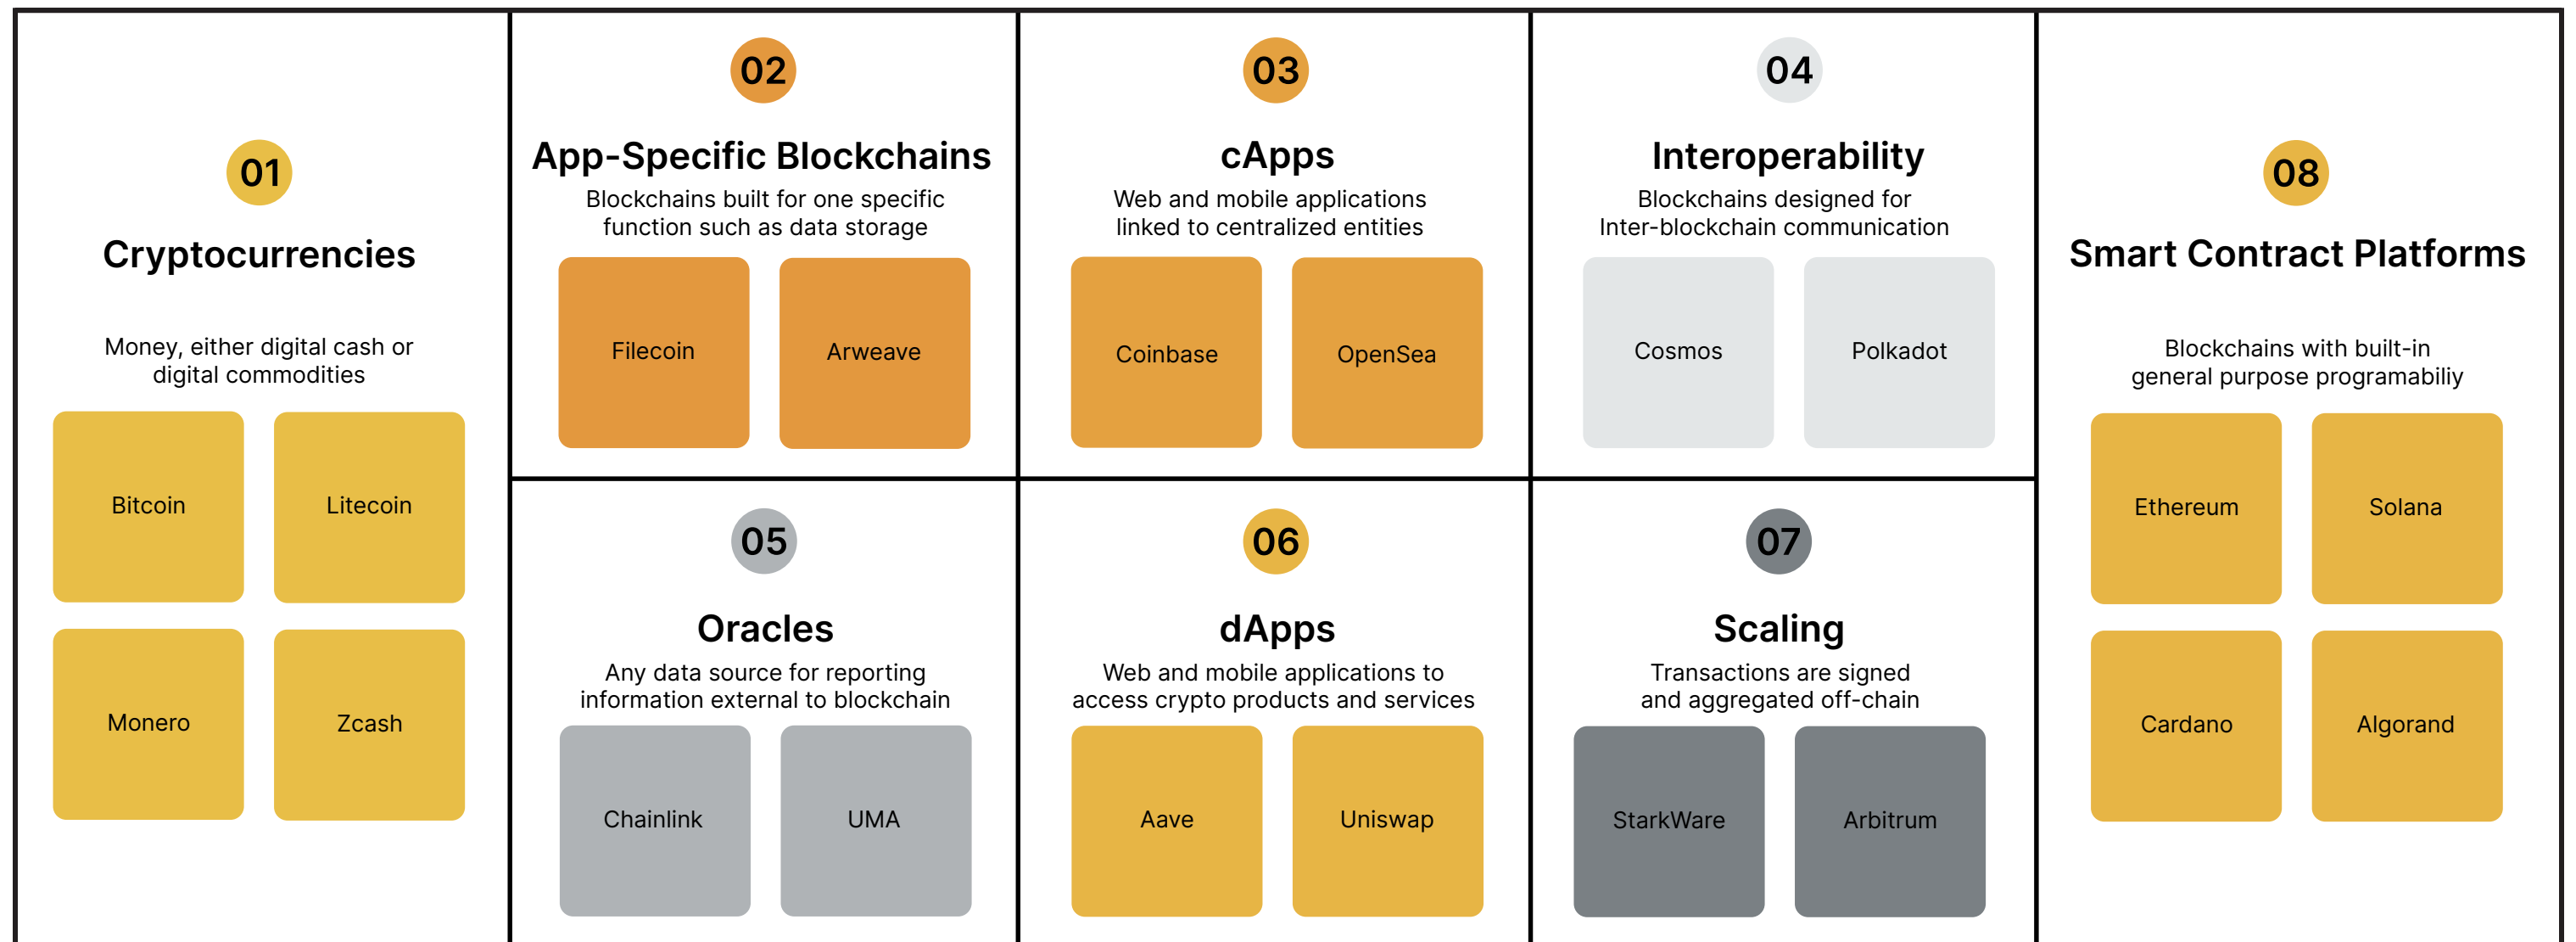 01
Cryptocurrencies
Money, either digital cash or
digital commodities
Bitcoin
Litecoin
Monero
Zcash
02
App-Specific Blockchains
Blockchains built for one specific
function such as data storage
Filecoin
Arweave
03
cApps
Web and mobile applications
linked to centralized entities
Coinbase
OpenSea
04
Interoperability
Blockchains designed for
Inter-blockchain communication
Cosmos
Polkadot
05
Oracles
Any data source for reporting
information external to blockchain
Chainlink
UMA
06
dApps
Web and mobile applications to
access crypto products and services
Aave
Uniswap
07
Scaling
Transactions are signed
and aggregated off-chain
StarkWare
Arbitrum
08
Smart Contract Platforms
Blockchains with built-in
general purpose programabiliy
Ethereum
Solana
Cardano
Algorand